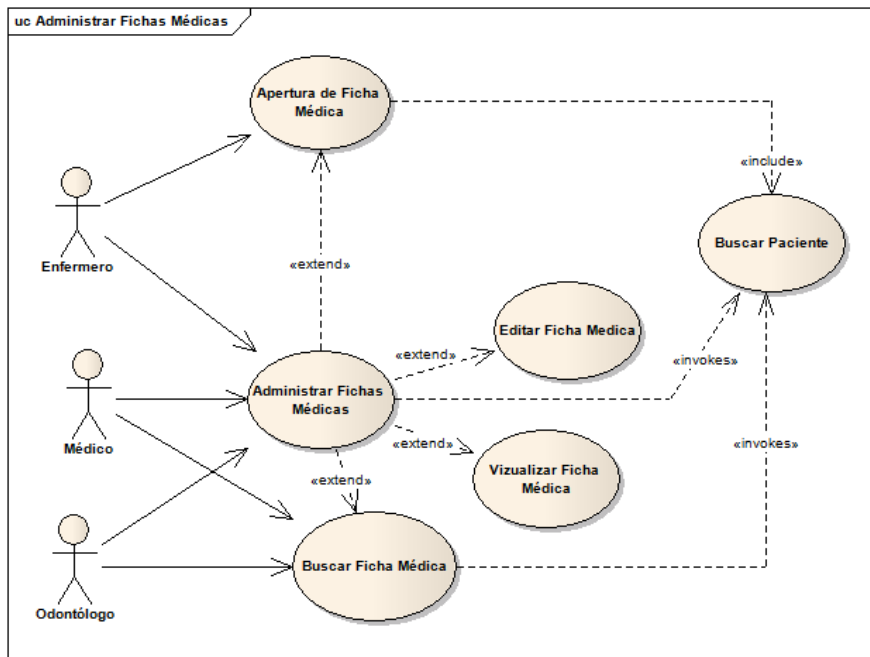 uc Administrar Fichas Médicas
Apertura de Ficha
Médica
«include»
Enfermero
Buscar Paciente
«extend»
Editar Ficha Medica
«extend»
«invokes»
Administrar Fichas
Médicas
Médico
«extend»
«invokes»
Vizualizar Ficha
Médica
«extend»
Buscar Ficha Médica
Odontólogo